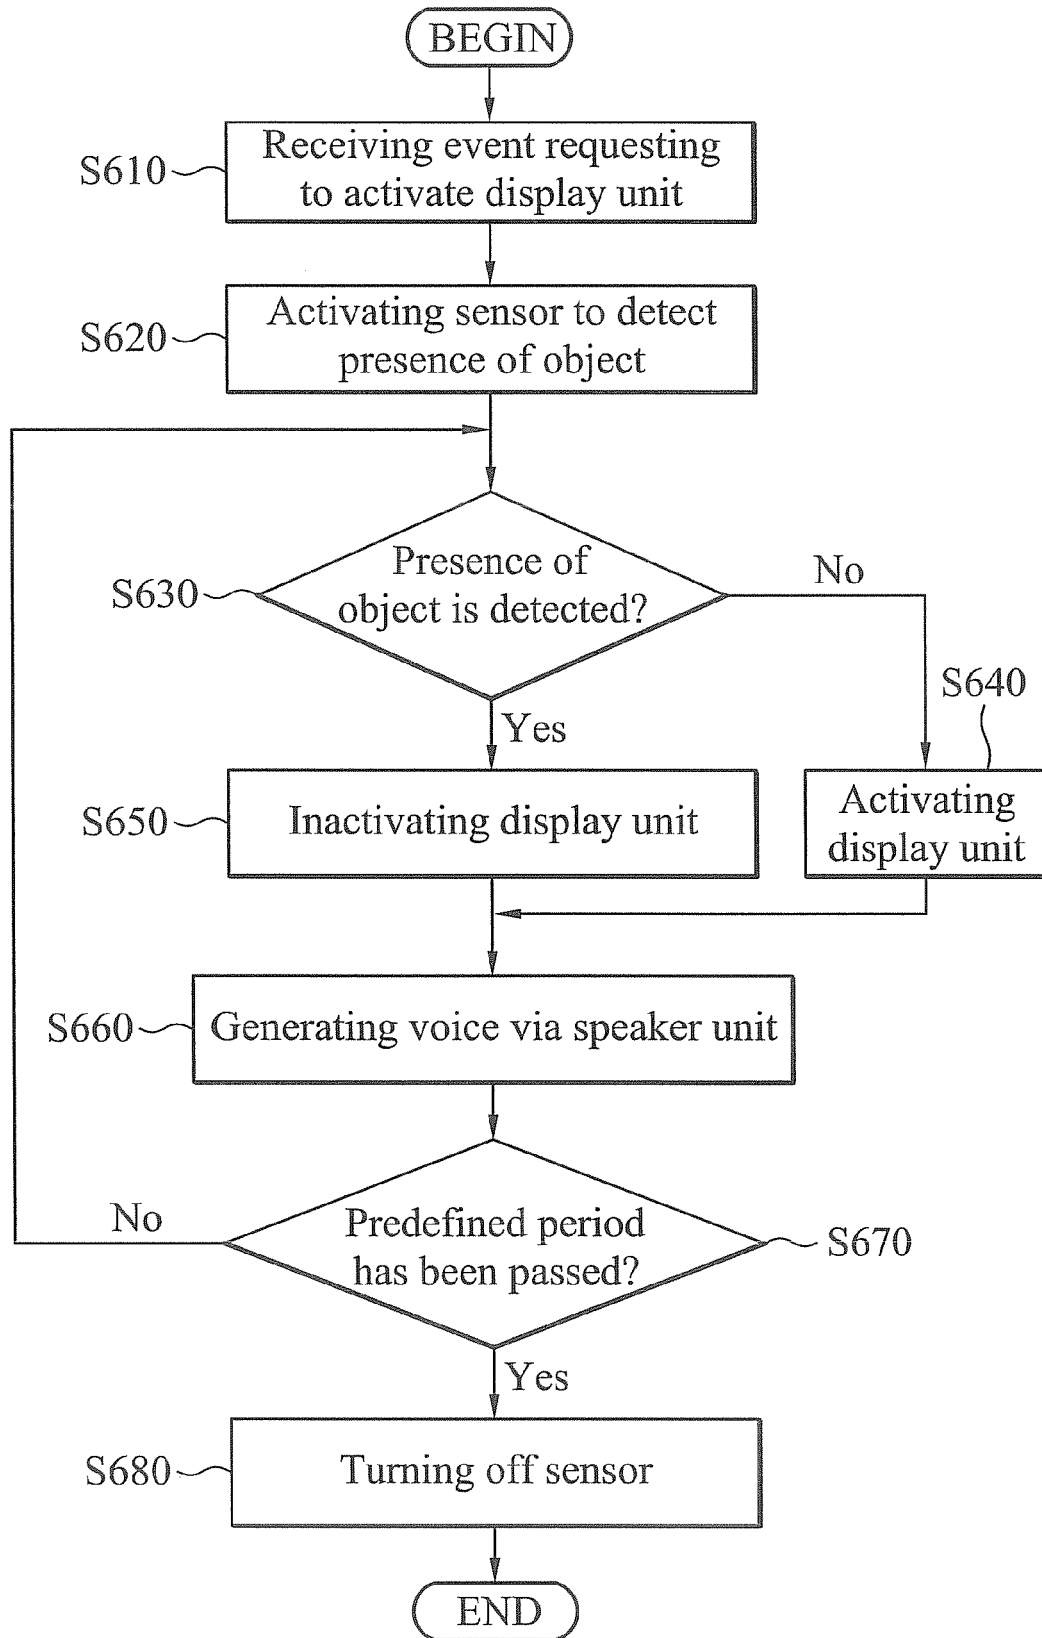 BEGIN
S610
Receiving event requesting
to activate display unit
S620
Activating sensor to detect
presence of object
S630
Presence of
object is detected?
No
Yes
S640
S650
Inactivating display unit
Activating
display unit
S660
Generating voice via speaker unit
No
Predefined period
has been passed?
S670
Yes
S680
Turning off sensor
END